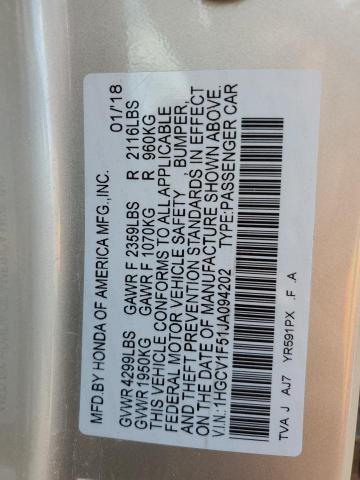 MFD.BY HONDA OF AMERICA MFG.,INC. 01/'18
GVWR 4299LBS GAWR F 2359LBS R 2116LBS
GVWR 1950KG GAWR F 1070KG R 960KG
THIS VEHICLE CONFORMS TO ALL APPLICABLE
FEDERAL MOTOR VEHICLE SAFETY, BUMPER,
AND THEFT PREVENTION STANDARDS IN EFFECT
ON THE DATE OF MANUFACTURE SHOWN ABOVE.
V.I.N.:1HGCV1F51JA094202 TYPE:PASSENGER CAR
TVA J AJ7 YR591PX .F .A